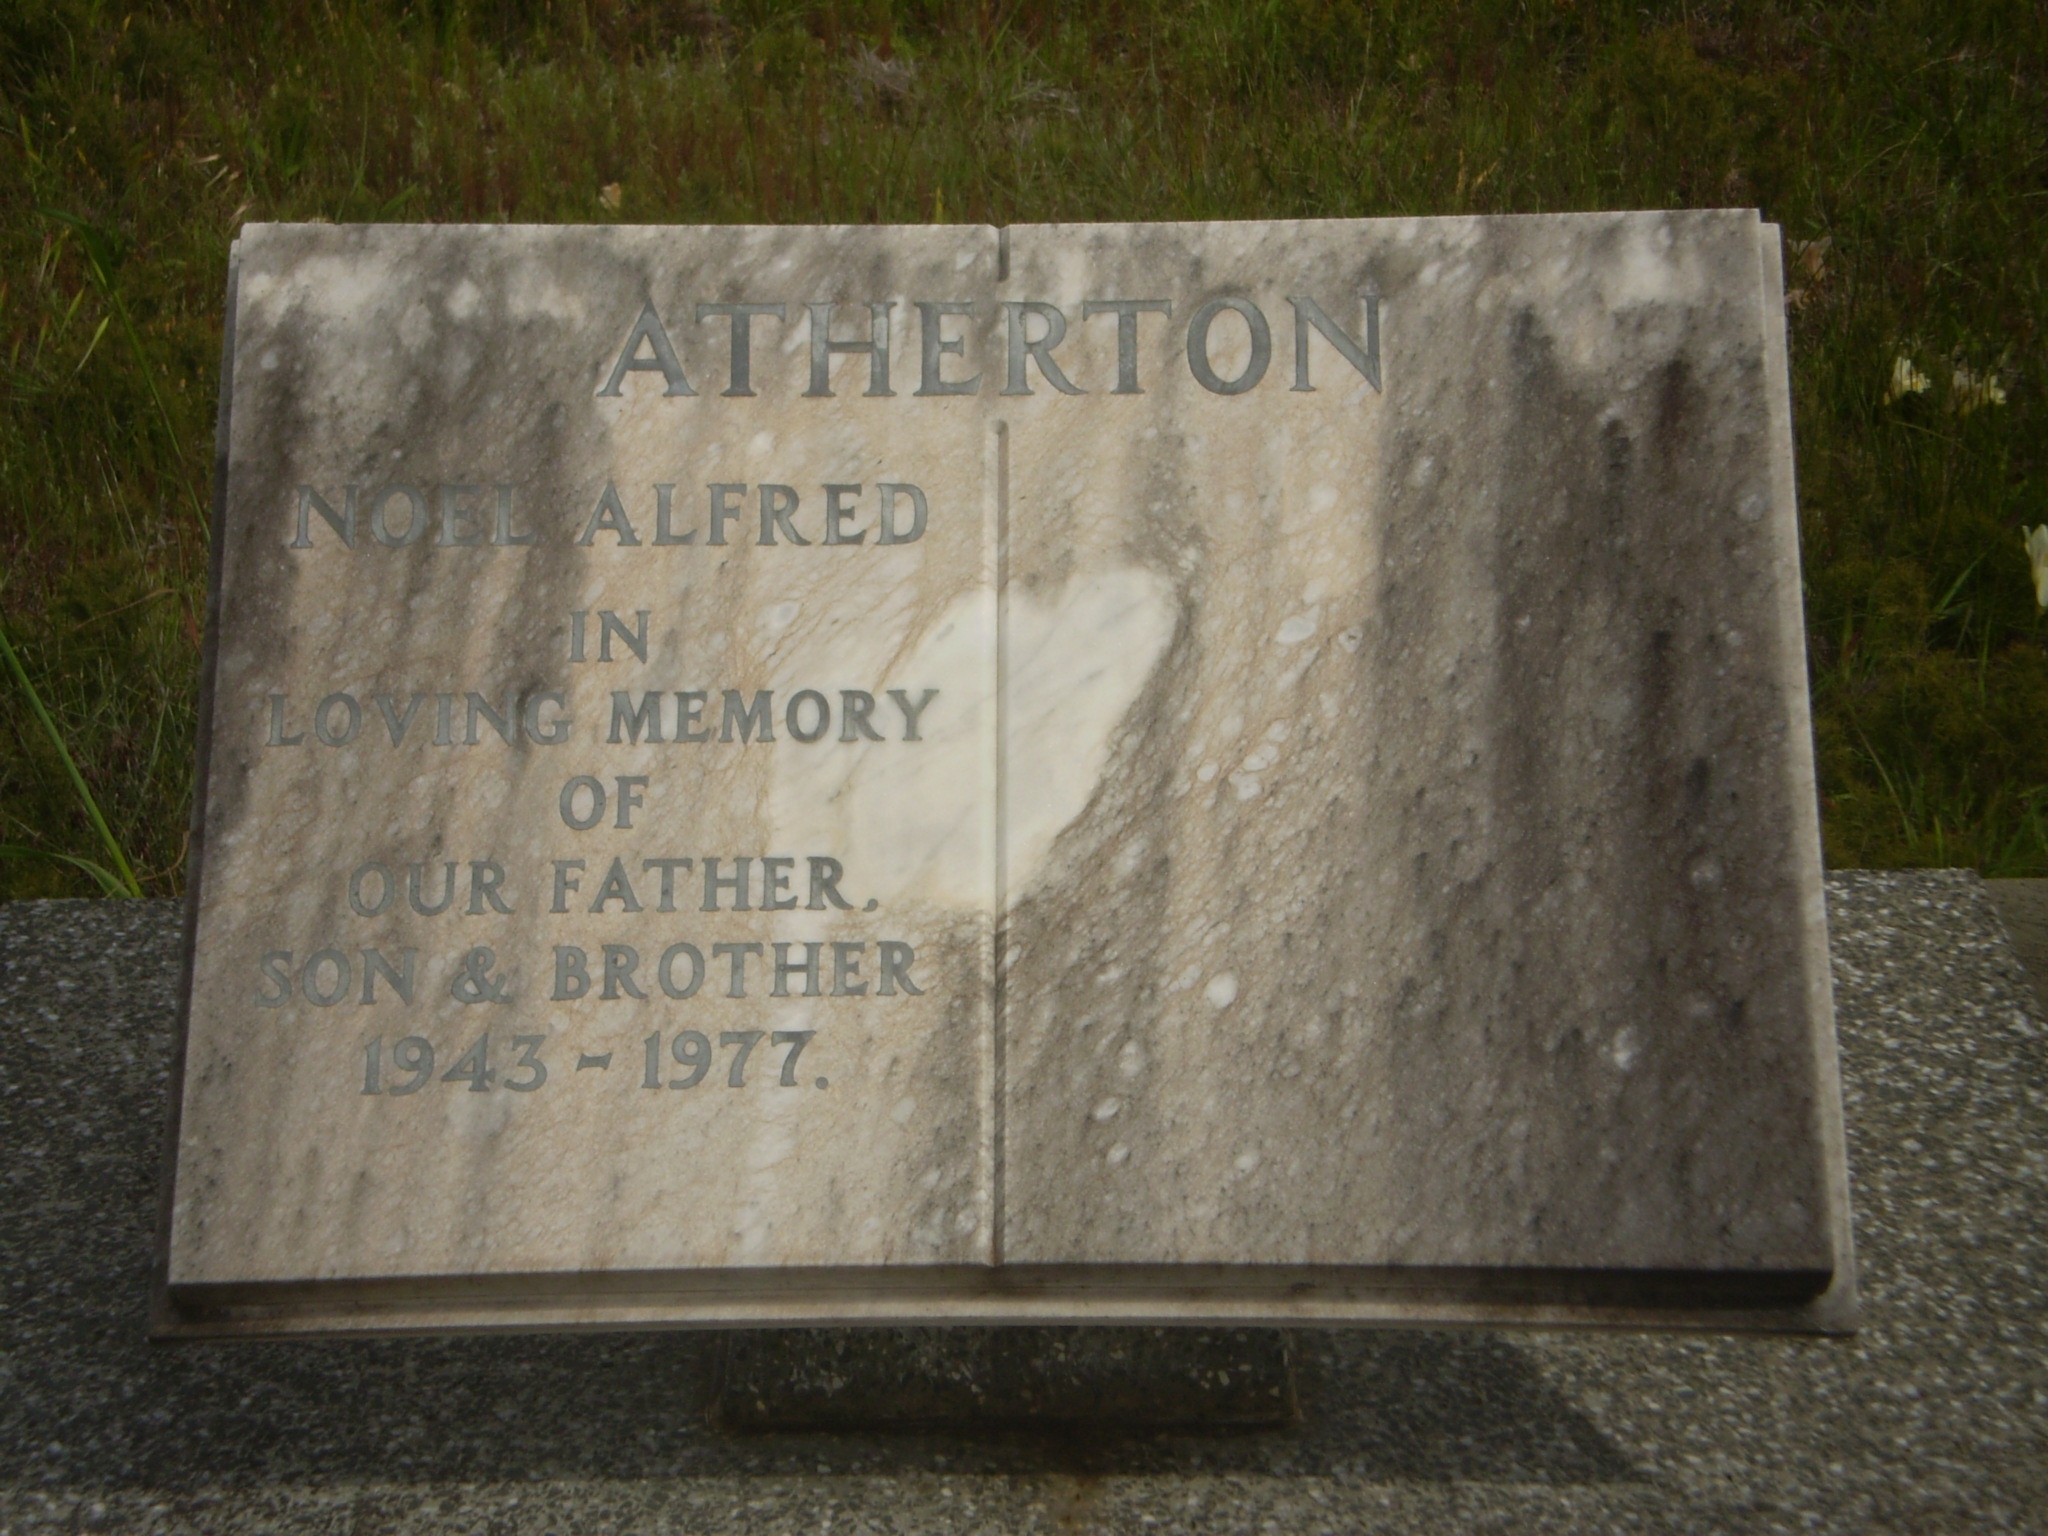 ATHERTON
NOEL ALFRED
IN
LOVING MEMORY
OF
OUR FATHER,
SON & BROTHER
1943 - 1977.